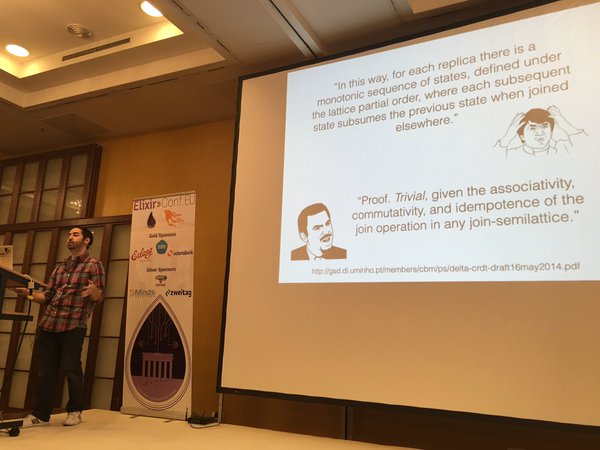 “In this way, for each replica there is a
monotonic sequence of states, defined under
the lattice partial order, where each subsequent
state subsumes the previous state when joined
elsewhere.”
“Proof. Trivial, given the associativity,
commutativity, and idempotence of the
join operation in any join-semilattice.”
http://gsd.di.uminho.pt/members/cbm/ps/delta-crdt-draft16may2014.pdf
Elixir Conf.EU
Gold Sponsors
Erlang
solarisBank
Silver Sponsors
5Minds
zweitag